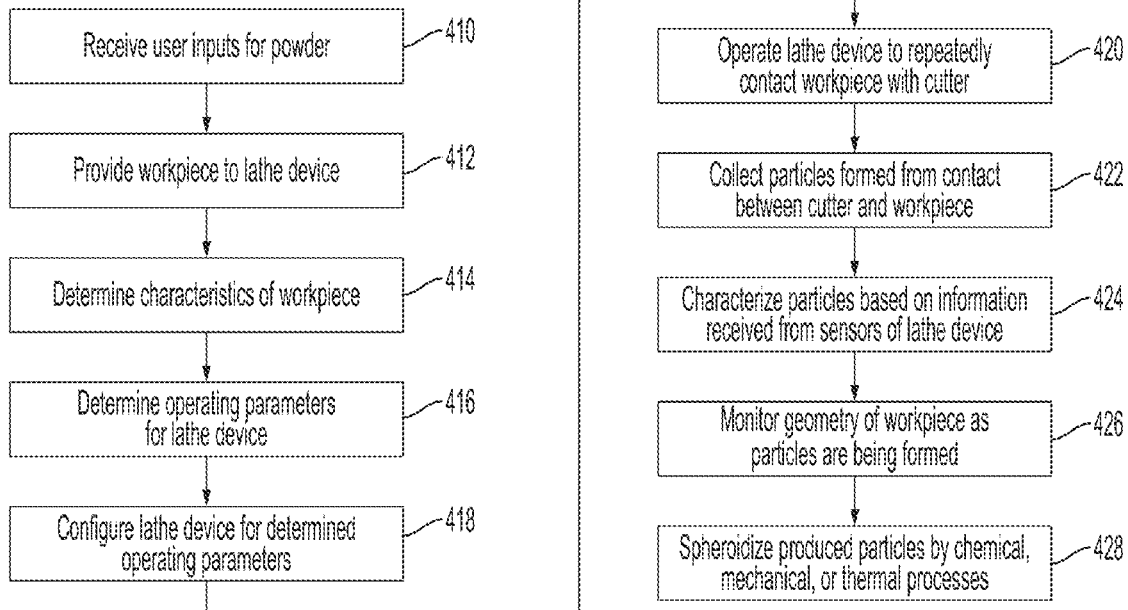 Receive user inputs for powder
410
Provide workpiece to lathe device
412
Determine characteristics of workpiece
414
Determine operating parameters
for lathe device
416
Configure lathe device for determined
operating parameters
418
Operate lathe device to repeatedly
contact workpiece with cutter
420
Collect particles formed from contact
between cutter and workpiece
422
Characterize particles based on information
received from sensors of lathe device
424
Monitor geometry of workpiece as
particles are being formed
426
Spheroidize produced particles by chemical,
mechanical, or thermal processes
428